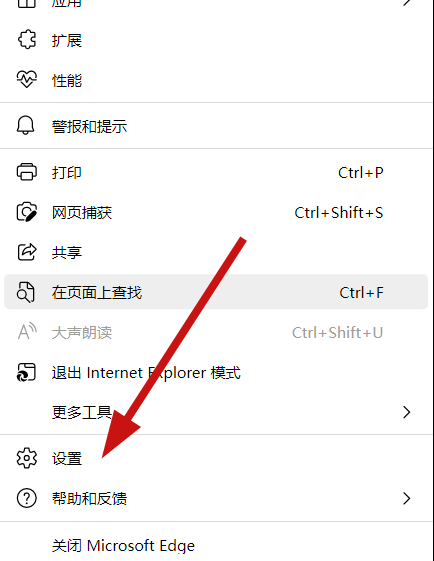 应用
扩展
性能
警报和提示
打印 Ctrl+P
网页捕获 Ctrl+Shift+S
共享
在页面上查找 Ctrl+F
大声朗读 Ctrl+Shift+U
退出 Internet Explorer 模式
更多工具
设置
帮助和反馈
关闭 Microsoft Edge